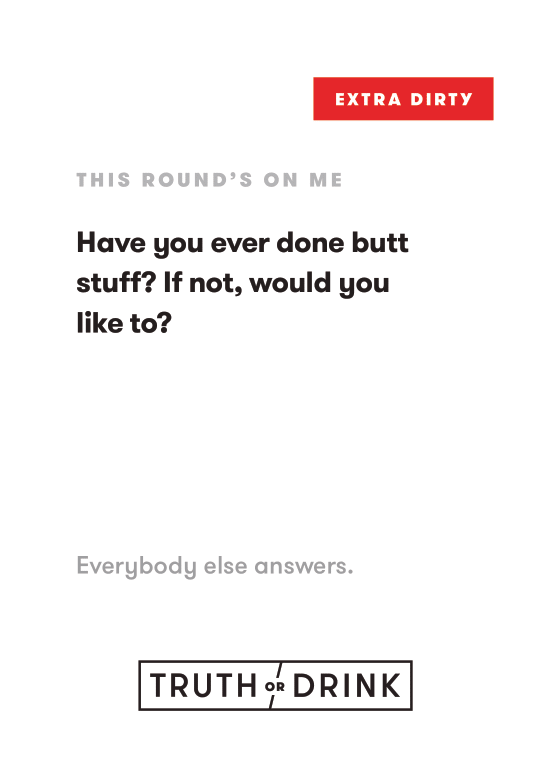 EXTRA DIRTY
THIS ROUND'S ON ME
Have you ever done butt
stuff? If not, would you
like to?
Everybody else answers.
TRUTH OR DRINK